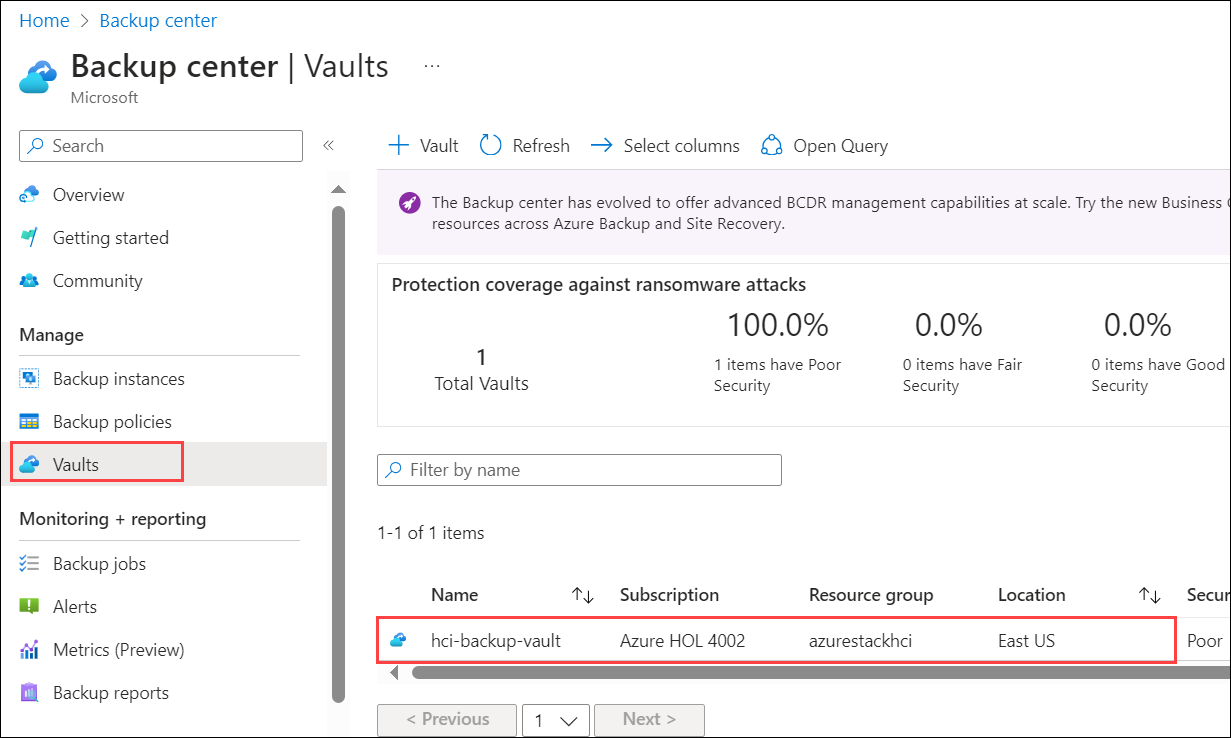 Home > Backup center
Backup center | Vaults ...
Microsoft
Search
«
Overview
Getting started
Community
Manage
Backup instances
Backup policies
Vaults
Monitoring + reporting
Backup jobs
Alerts
Metrics (Preview)
Backup reports
+ Vault Refresh Select columns Open Query
The Backup center has evolved to offer advanced BCDR management capabilities at scale. Try the new Business
resources across Azure Backup and Site Recovery.
Protection coverage against ransomware attacks
1
Total Vaults
100.0%
1 items have Poor
Security
0.0%
0 items have Fair
Security
0.0%
0 items have Good
Security
Filter by name
1-1 of 1 items
Name ↑↓ Subscription Resource group Location ↑↓ Secur
hci-backup-vault Azure HOL 4002 azurestackhci East US Poor
< Previous 1 Next >